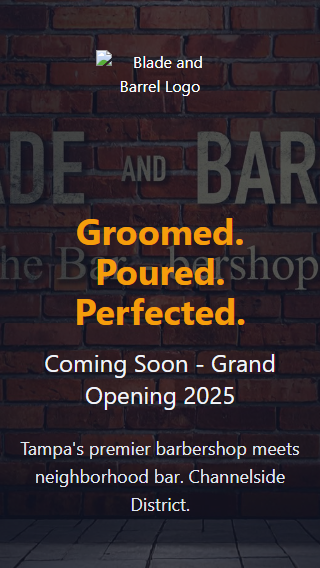 Blade and
Barrel Logo
ADE AND BAR
Groomed.
he Bar bershop
Poured.
Perfected.
Coming Soon - Grand
Opening 2025
Tampa's premier barbershop meets
neighborhood bar. Channelside
District.